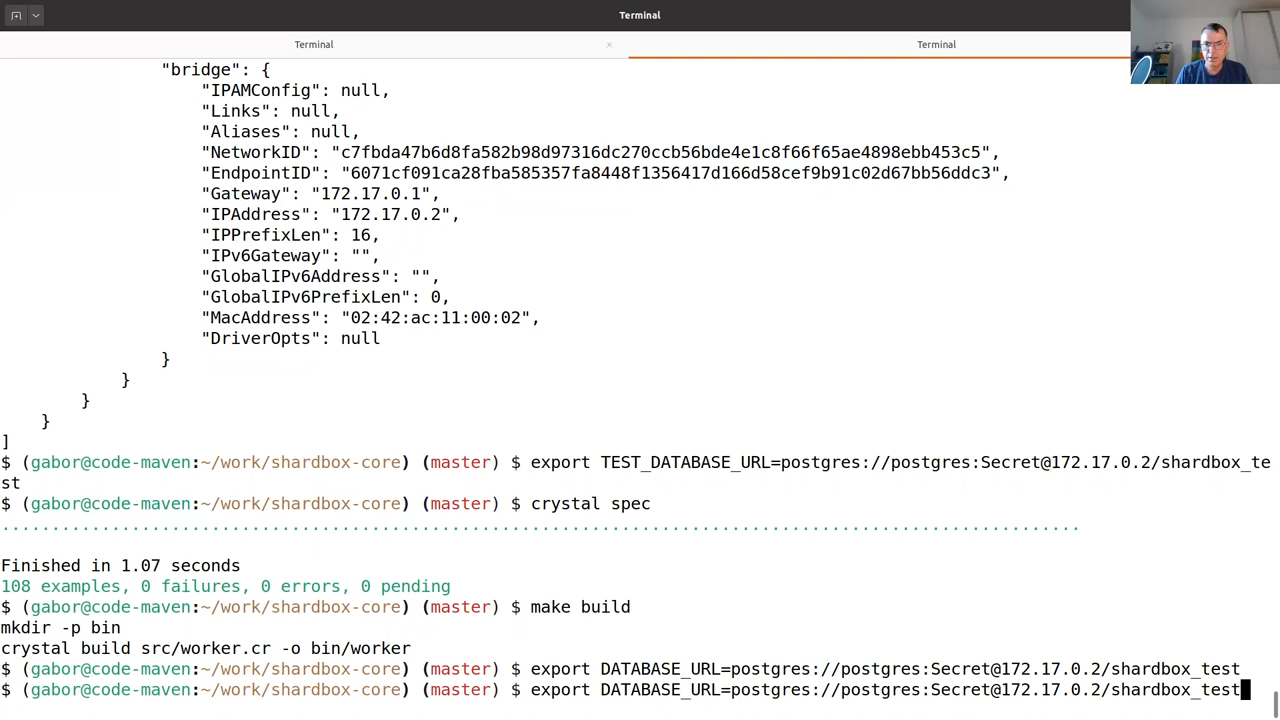 Terminal
Terminal
Terminal
"bridge": {
"IPAMConfig": null,
"Links": null,
"Aliases": null,
"NetworkID": "c7fbda47b6d8fa582b98d97316dc270ccb56bde4e1c8f66f65ae4898ebb453c5",
"EndpointID": "6071cf091ca28fba585357fa8448f1356417d166d58cef9b91c02d67bb56ddc3",
"Gateway": "172.17.0.1",
"IPAddress": "172.17.0.2",
"IPPrefixLen": 16,
"IPv6Gateway": "",
"GlobalIPv6Address": "",
"GlobalIPv6PrefixLen": 0,
"MacAddress": "02:42:ac:11:00:02",
"DriverOpts": null
}
}
}
}
]
$ (gabor@code-maven:~/work/shardbox-core) (master) $ export TEST_DATABASE_URL=postgres://postgres:Secret@172.17.0.2/shardbox_te
st
$ (gabor@code-maven:~/work/shardbox-core) (master) $ crystal spec
............................................................................................................
Finished in 1.07 seconds
108 examples, 0 failures, 0 errors, 0 pending
$ (gabor@code-maven:~/work/shardbox-core) (master) $ make build
mkdir -p bin
crystal build src/worker.cr -o bin/worker
$ (gabor@code-maven:~/work/shardbox-core) (master) $ export DATABASE_URL=postgres://postgres:Secret@172.17.0.2/shardbox_test
$ (gabor@code-maven:~/work/shardbox-core) (master) $ export DATABASE_URL=postgres://postgres:Secret@172.17.0.2/shardbox_test